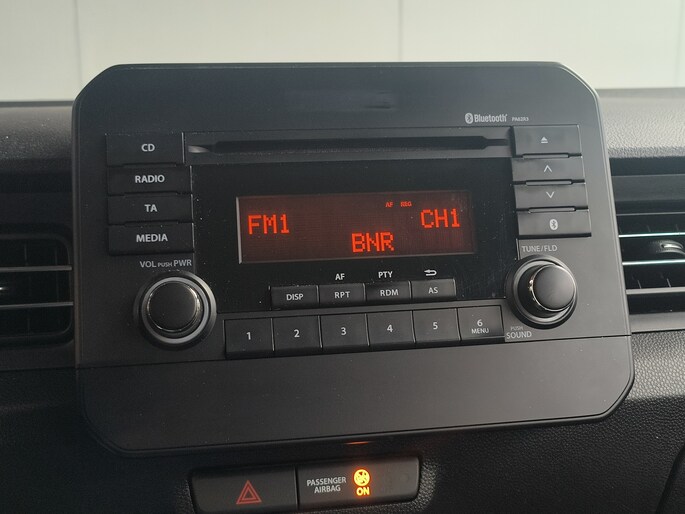 Bluetooth® PA6203
CD
RADIO
TA
MEDIA
VOL PUSH PWR
FM1
AF REG
CH1
BNR
TUNE/FLD
AF PTY
DISP RPT RDM AS
1 2 3 4 5 6
MENU
PUSH
SOUND
PASSENGER
AIRBAG
ON